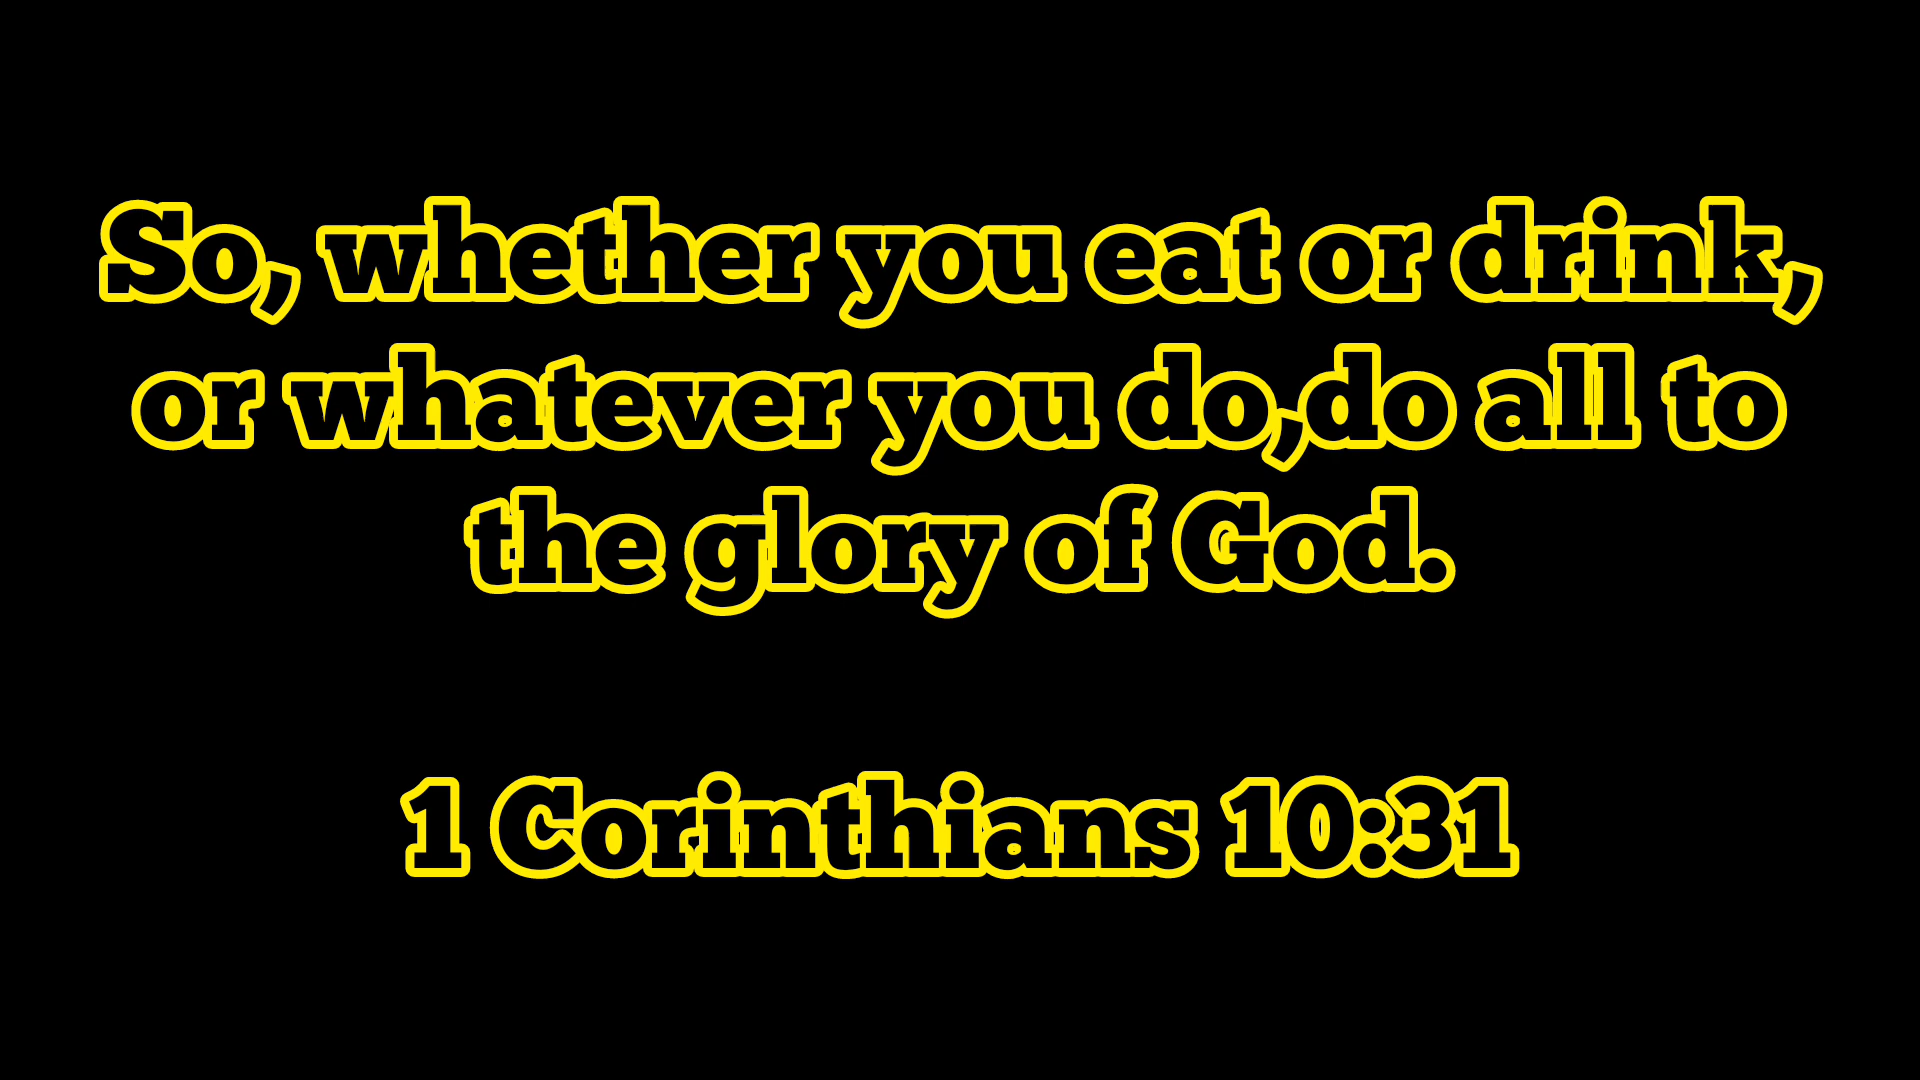 So, whether you eat or drink,
or whatever you do,do all to
the glory of God.
1 Corinthians 10:31